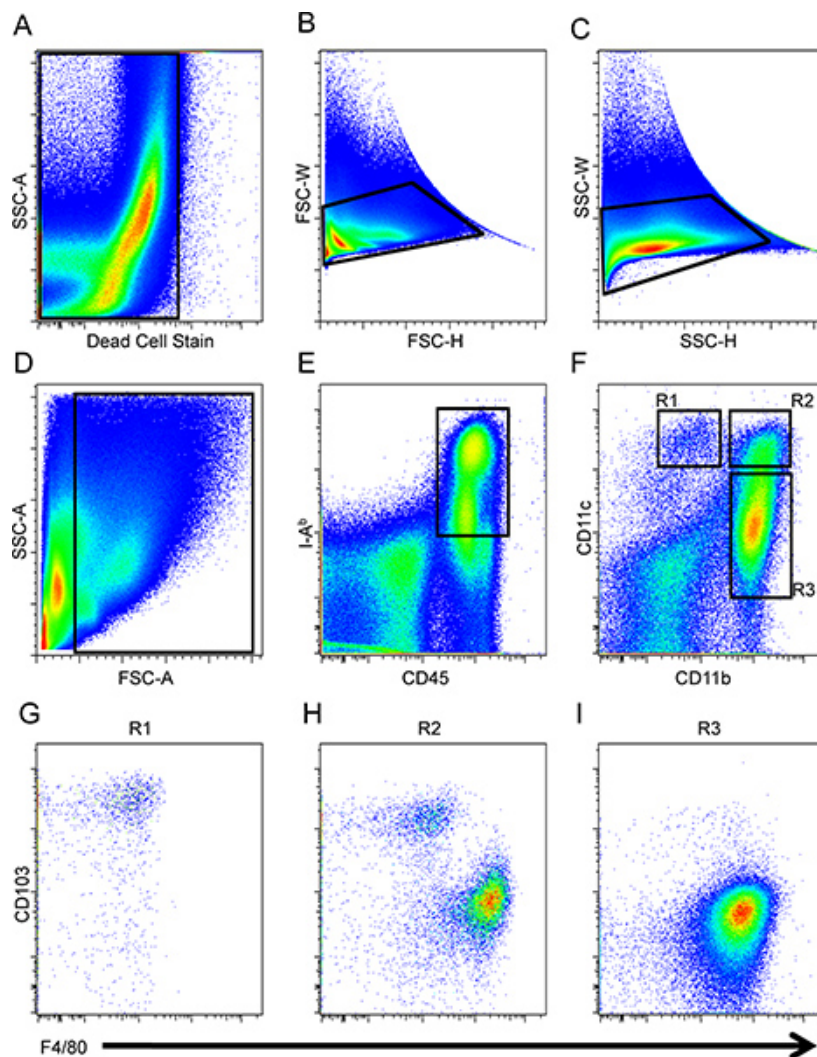 A
SSC-A
Dead Cell Stain
B
FSC-W
FSC-H
C
SSC-W
SSC-H
D
SSC-A
FSC-A
E
I-Aᵇ
CD45
F
R1
R2
R3
CD11c
CD11b
G
R1
CD103
H
R2
I
R3
F4/80